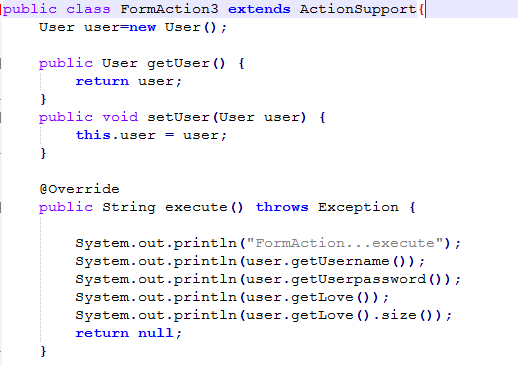 public class FormAction3 extends ActionSupport{
User user=new User();
public User getUser() {
return user;
}
public void setUser(User user) {
this.user = user;
}
@Override
public String execute() throws Exception {
System.out.println("FormAction...execute");
System.out.println(user.getUsername());
System.out.println(user.getUserpassword());
System.out.println(user.getLove());
System.out.println(user.getLove().size());
return null;
}